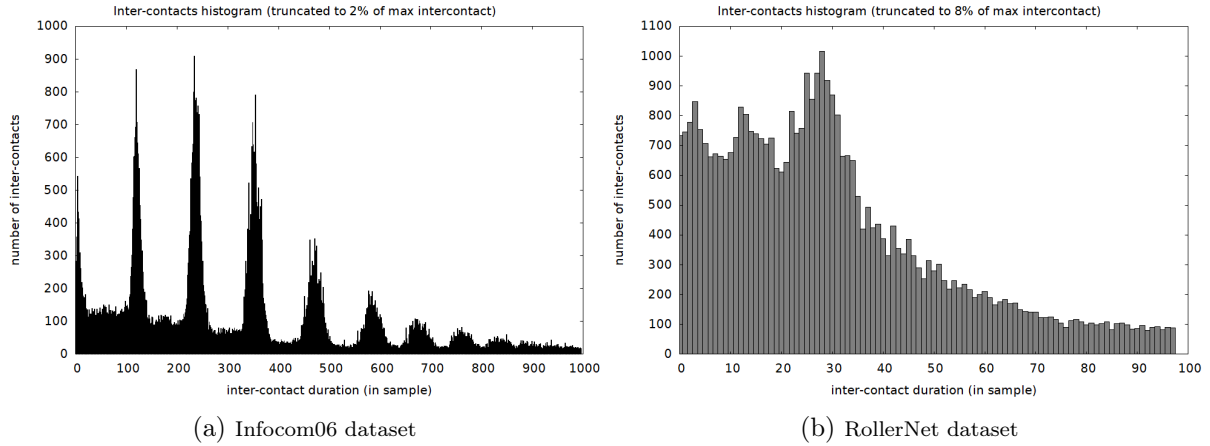 Inter-contacts histogram (truncated to 2% of max intercontact)
number of inter-contacts
1000
900
800
700
600
500
400
300
200
100
0
0 100 200 300 400 500 600 700 800 900 1000
inter-contact duration (in sample)
(a) Infocom06 dataset
Inter-contacts histogram (truncated to 8% of max intercontact)
number of inter-contacts
1100
1000
900
800
700
600
500
400
300
200
100
0
0 10 20 30 40 50 60 70 80 90 100
inter-contact duration (in sample)
(b) RollerNet dataset